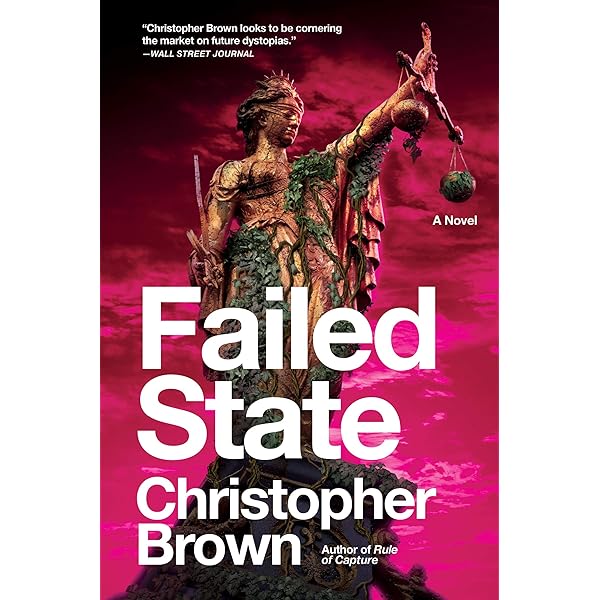 “Christopher Brown looks to be cornering
the market on future dystopias.”
—WALL STREET JOURNAL
A Novel
Failed
State
Christopher
Brown
Author of Rule
of Capture